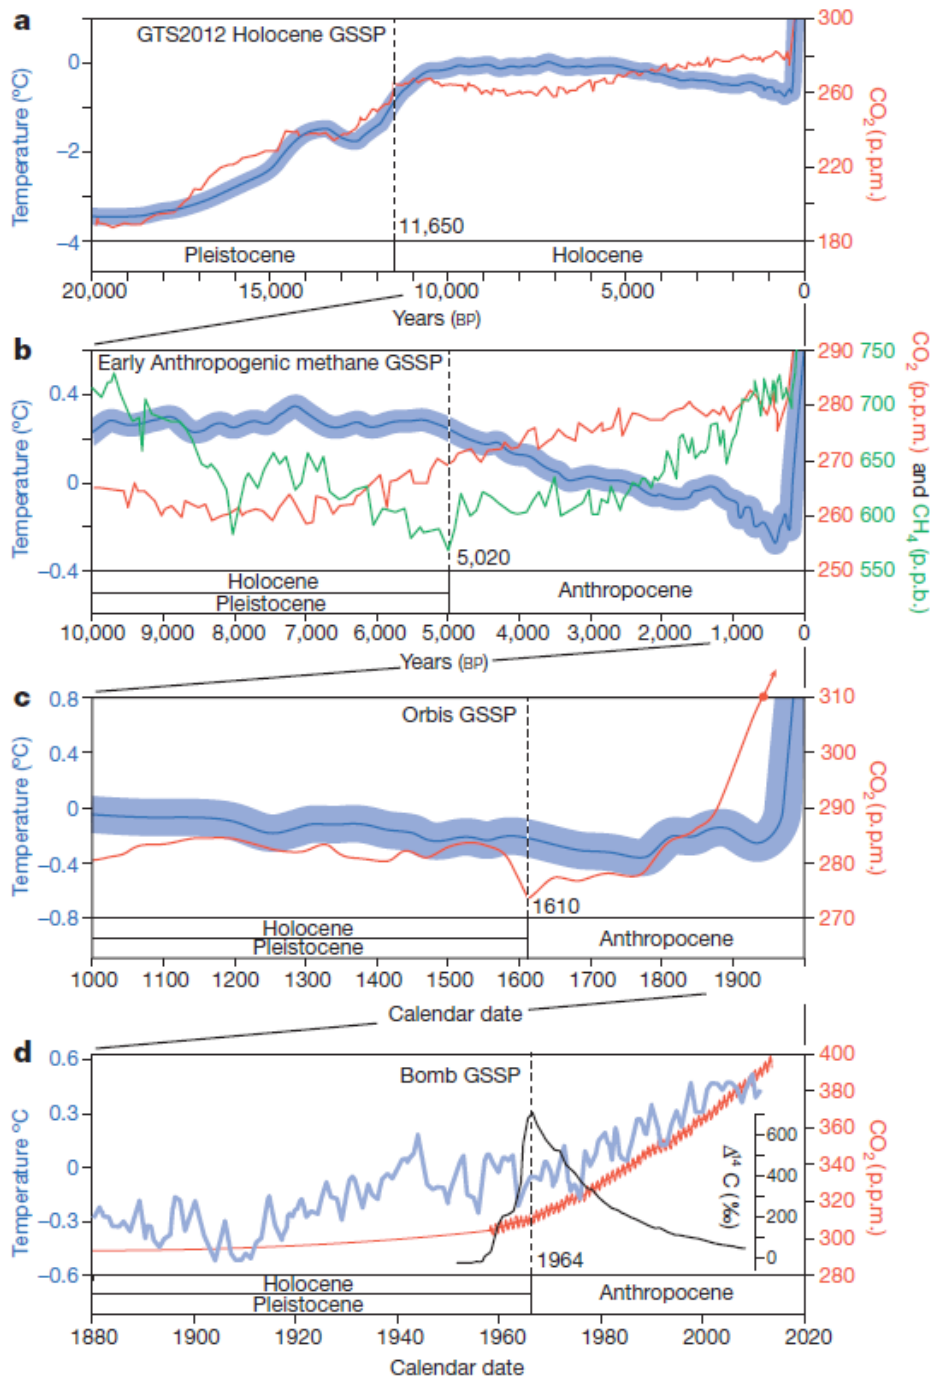 a
GTS2012 Holocene GSSP
Temperature (ºC)
0
–2
–4
300
260
220
180
CO2 (p.p.m.)
11,650
Pleistocene
Holocene
20,000 15,000 10,000 5,000 0
Years (BP)
b
Early Anthropogenic methane GSSP
Temperature (ºC)
0.4
0
–0.4
290
280
270
260
250
750
700
650
600
550
CO2 (p.p.m.) and CH4 (p.p.b.)
5,020
Holocene
Pleistocene
Anthropocene
10,000 9,000 8,000 7,000 6,000 5,000 4,000 3,000 2,000 1,000 0
Years (BP)
c
Orbis GSSP
Temperature (ºC)
0.8
0.4
0
–0.4
–0.8
310
300
290
280
270
CO2 (p.p.m.)
1610
Holocene
Pleistocene
Anthropocene
1000 1100 1200 1300 1400 1500 1600 1700 1800 1900
Calendar date
d
Bomb GSSP
Temperature ºC
0.6
0.3
0
–0.3
–0.6
400
380
360
340
320
300
280
CO2 (p.p.m.)
600
400
200
0
Δ14 C (‰)
1964
Holocene
Pleistocene
Anthropocene
1880 1900 1920 1940 1960 1980 2000 2020
Calendar date